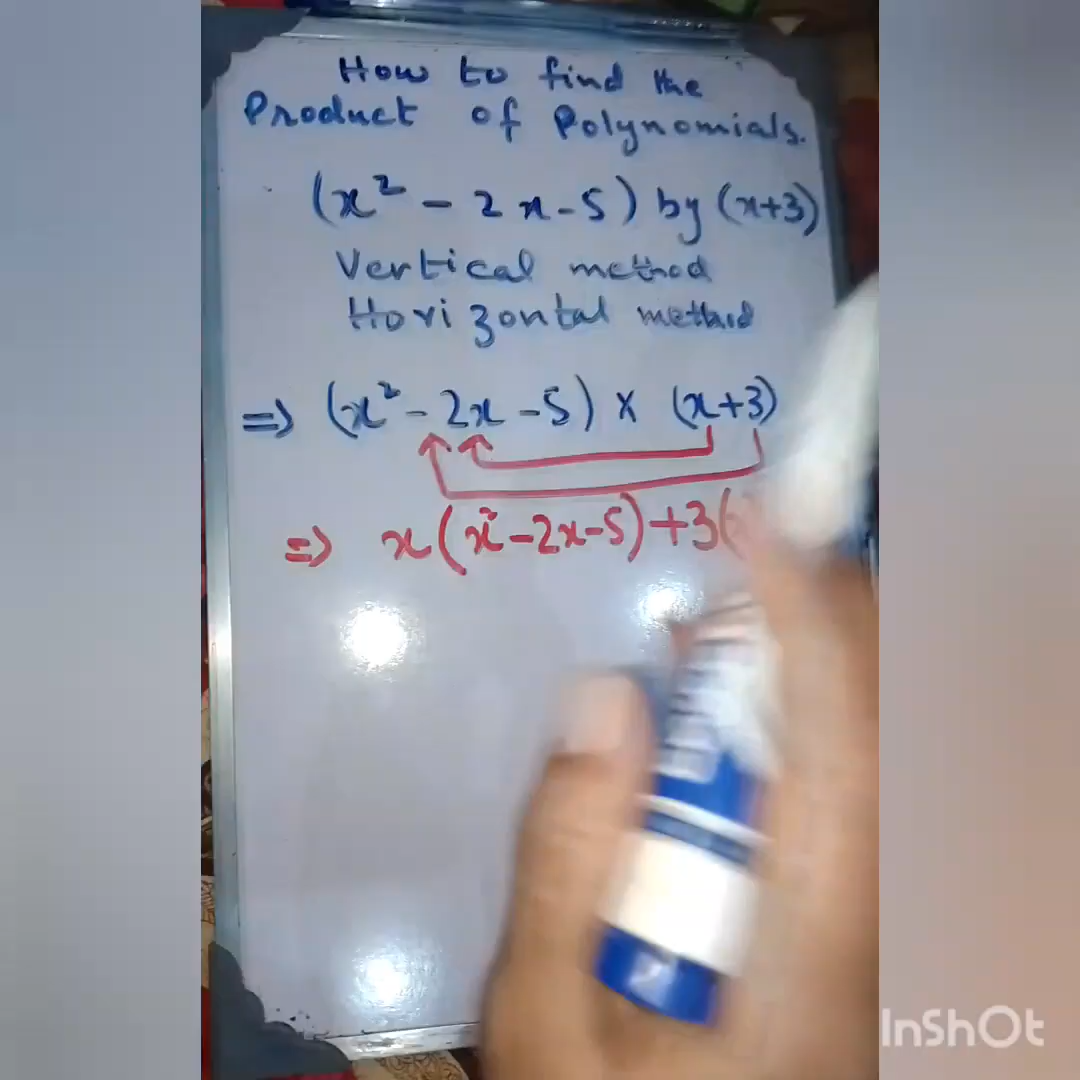 How to find the
Product of Polynomials.
(x² - 2x - 5) by (x+3)
Vertical method
Horizontal method
=> (x² - 2x - 5) × (x+3)
=> x(x² - 2x - 5) + 3(
InShOt